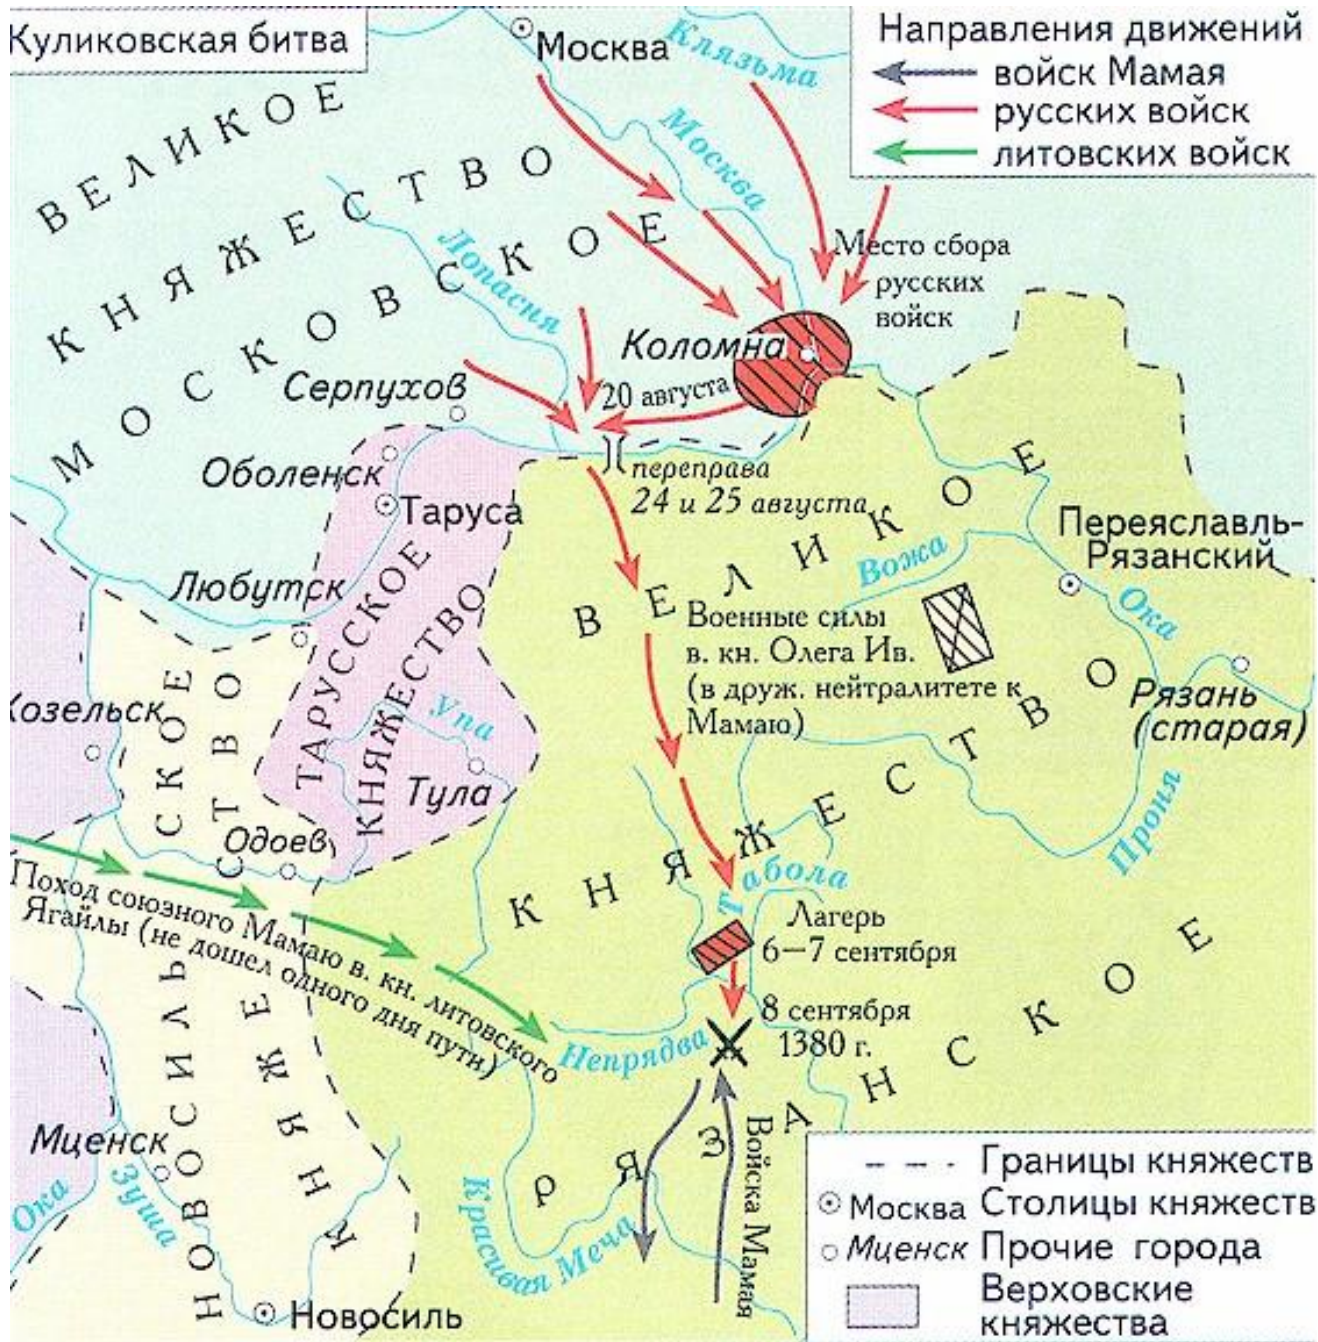 Куликовская битва
Направления движений
войск Мамая
русских войск
литовских войск
Москва
Клязьма
Москва
ВЕЛИКОЕ
КНЯЖЕСТВО
МОСКОВСКОЕ
Лопасня
Место сбора
русских
войск
Коломна
20 августа
Серпухов
Оболенск
Таруса
переправа
24 и 25 августа
Любутск
ТАРУССКОЕ
КНЯЖЕСТВО
Упа
Тула
Козельск
Одоев
ВЕЛИКОЕ
КНЯЖЕСТВО
РЯЗАНСКОЕ
Вожа
Переяславль-
Рязанский
Ока
Военные силы
в. кн. Олега Ив.
(в друж. нейтралитете к
Мамаю)
Рязань
(старая)
Проня
Табола
Лагерь
6—7 сентября
8 сентября
1380 г.
Непрядва
Поход союзного Мамаю в. кн. литовского
Ягайлы (не дошел одного дня пути)
НОВОСИЛЬСКОЕ
КНЯЖЕСТВО
Мценск
Ока
Зуша
Новосиль
Красивая Меча
Войска Мамая
Границы княжеств
Москва Столицы княжеств
Мценск Прочие города
Верховские
княжества